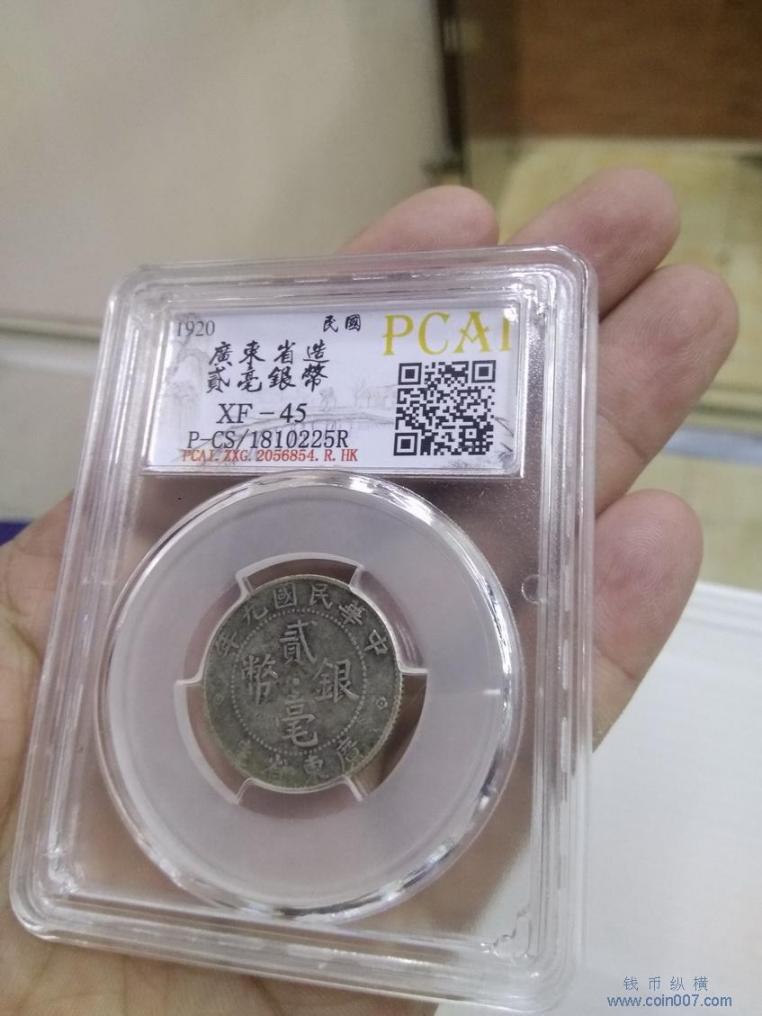 1920 民國 PCAI
廣東省造
貳毫銀幣
XF-45
P-CS/1810225R
PCAI.ZXG.2056854.R.HK
中華民國九年
貳毫銀幣
廣東省造
钱币纵横
www.coin007.com